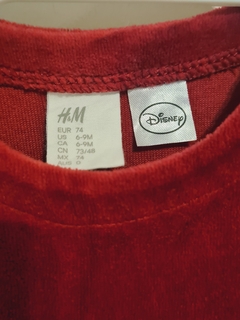 H&M
EUR 74
US 6-9M
CA 6-9M
CN 73/48
MX 74
Disney